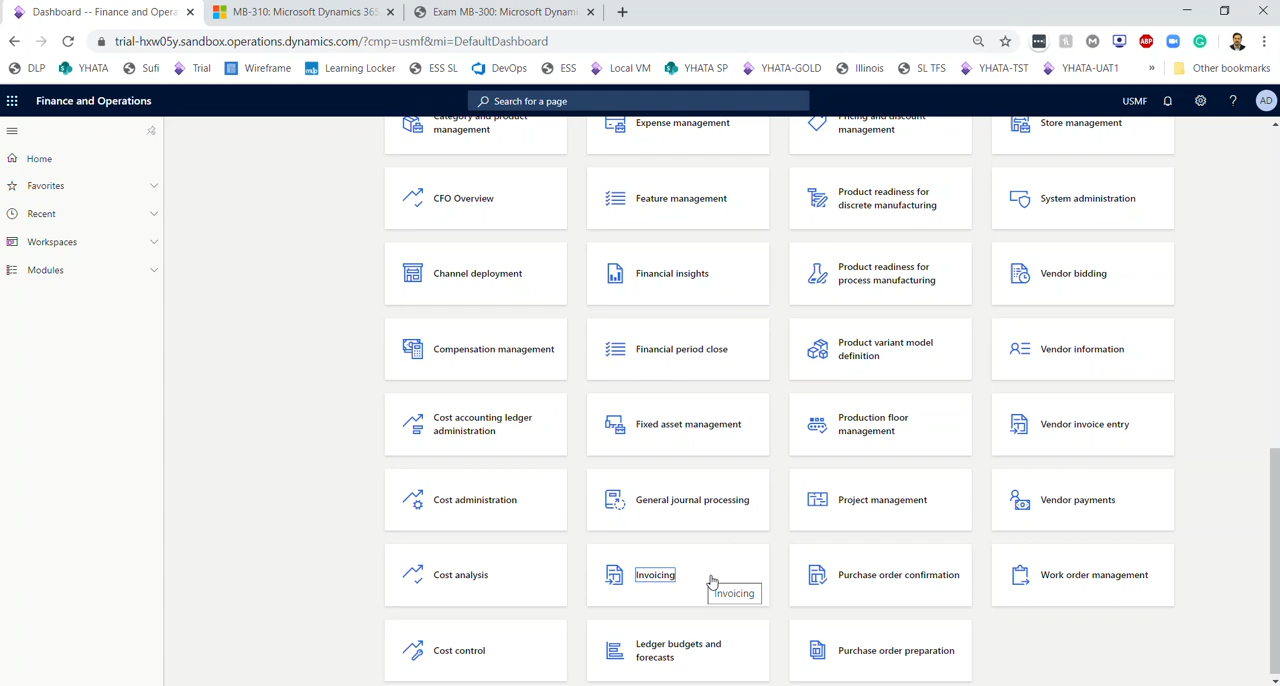 Dashboard -- Finance and Opera
MB-310: Microsoft Dynamics 365
Exam MB-300: Microsoft Dynami
trial-hxw05y.sandbox.operations.dynamics.com/?cmp=usmf&mi=DefaultDashboard
ABP
DLP
YHATA
Sufi
Trial
Wireframe
Learning Locker
ESS SL
DevOps
ESS
Local VM
YHATA SP
YHATA-GOLD
Illinois
SL TFS
YHATA-TST
YHATA-UAT1
»
Other bookmarks
Finance and Operations
Search for a page
USMF
?
AD
Home
Favorites
Recent
Workspaces
Modules
Category and product
management
Expense management
Pricing and discount
management
Store management
CFO Overview
Feature management
Product readiness for
discrete manufacturing
System administration
Channel deployment
Financial insights
Product readiness for
process manufacturing
Vendor bidding
Compensation management
Financial period close
Product variant model
definition
Vendor information
Cost accounting ledger
administration
Fixed asset management
Production floor
management
Vendor invoice entry
Cost administration
General journal processing
Project management
Vendor payments
Cost analysis
Invoicing
Invoicing
Purchase order confirmation
Work order management
Cost control
Ledger budgets and
forecasts
Purchase order preparation